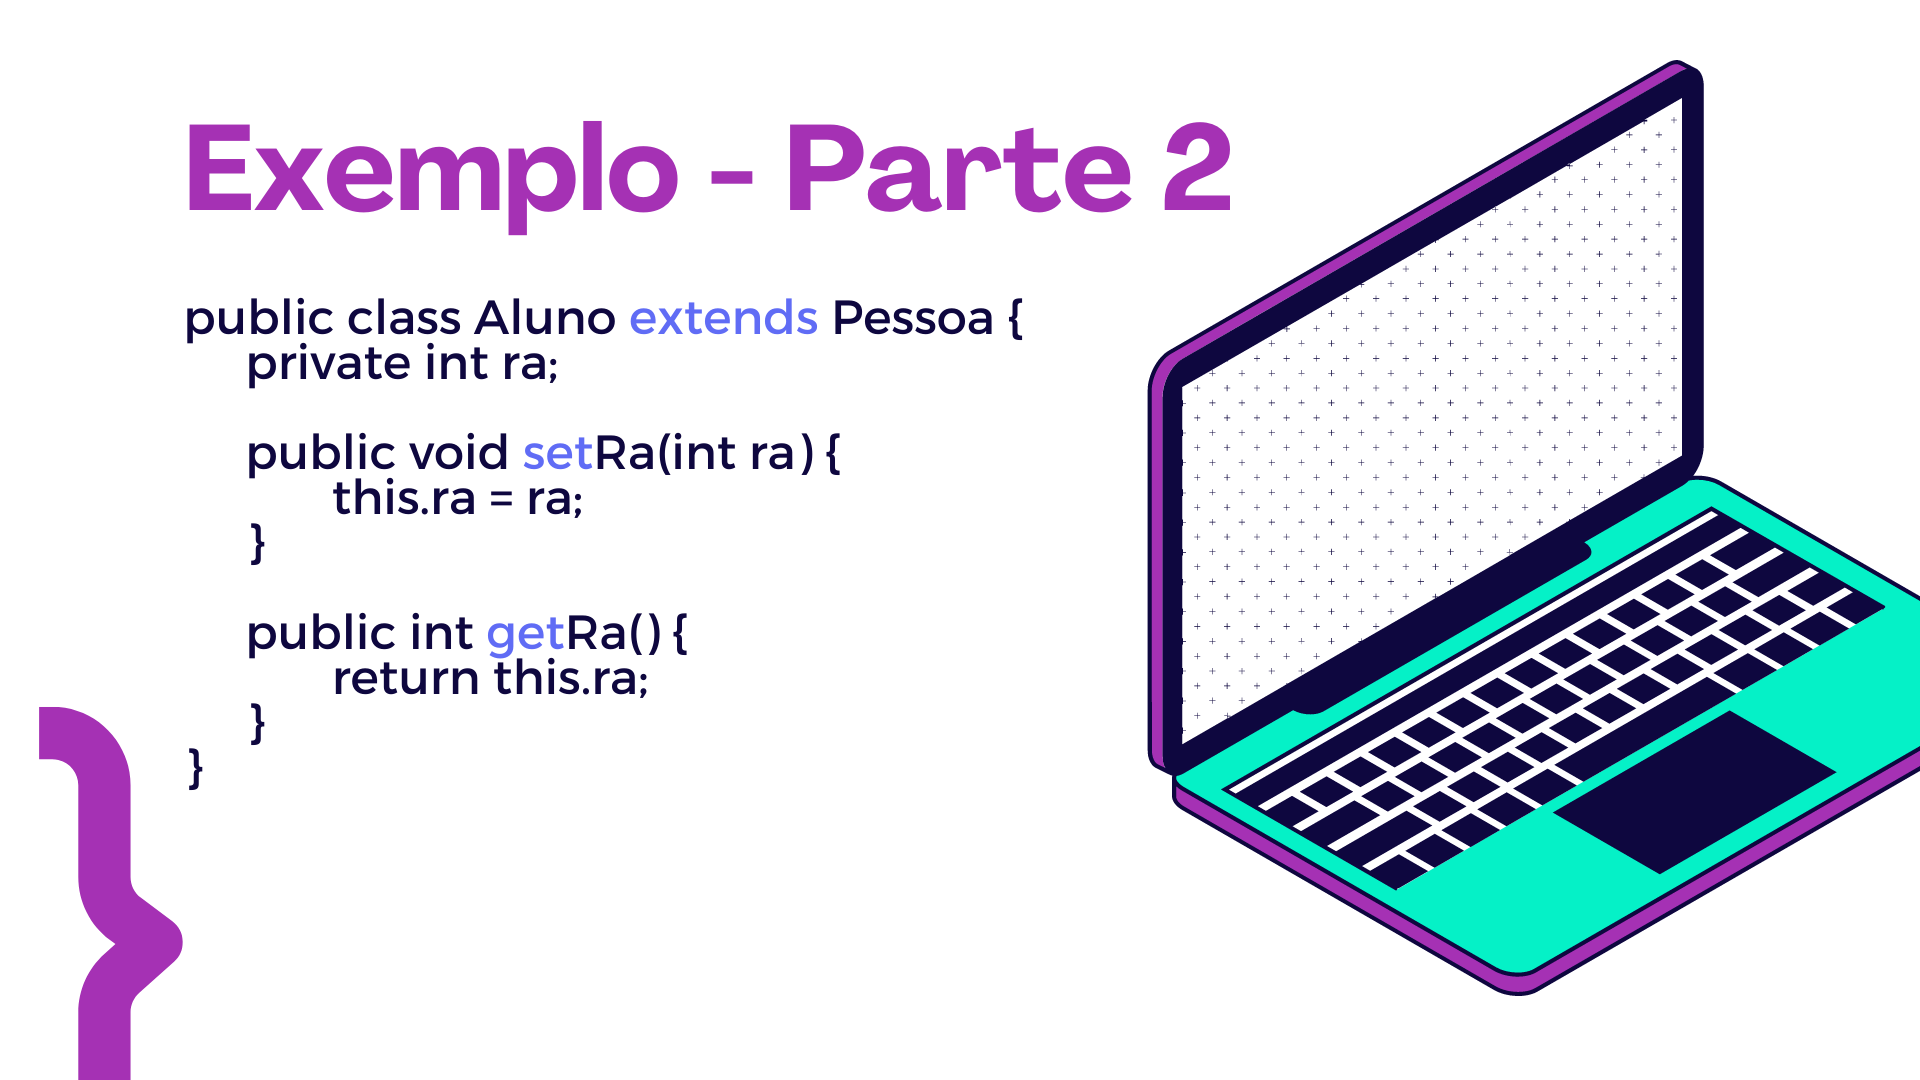 Exemplo - Parte 2
public class Aluno extends Pessoa {
private int ra;
public void setRa(int ra) {
this.ra = ra;
}
public int getRa() {
return this.ra;
}
}